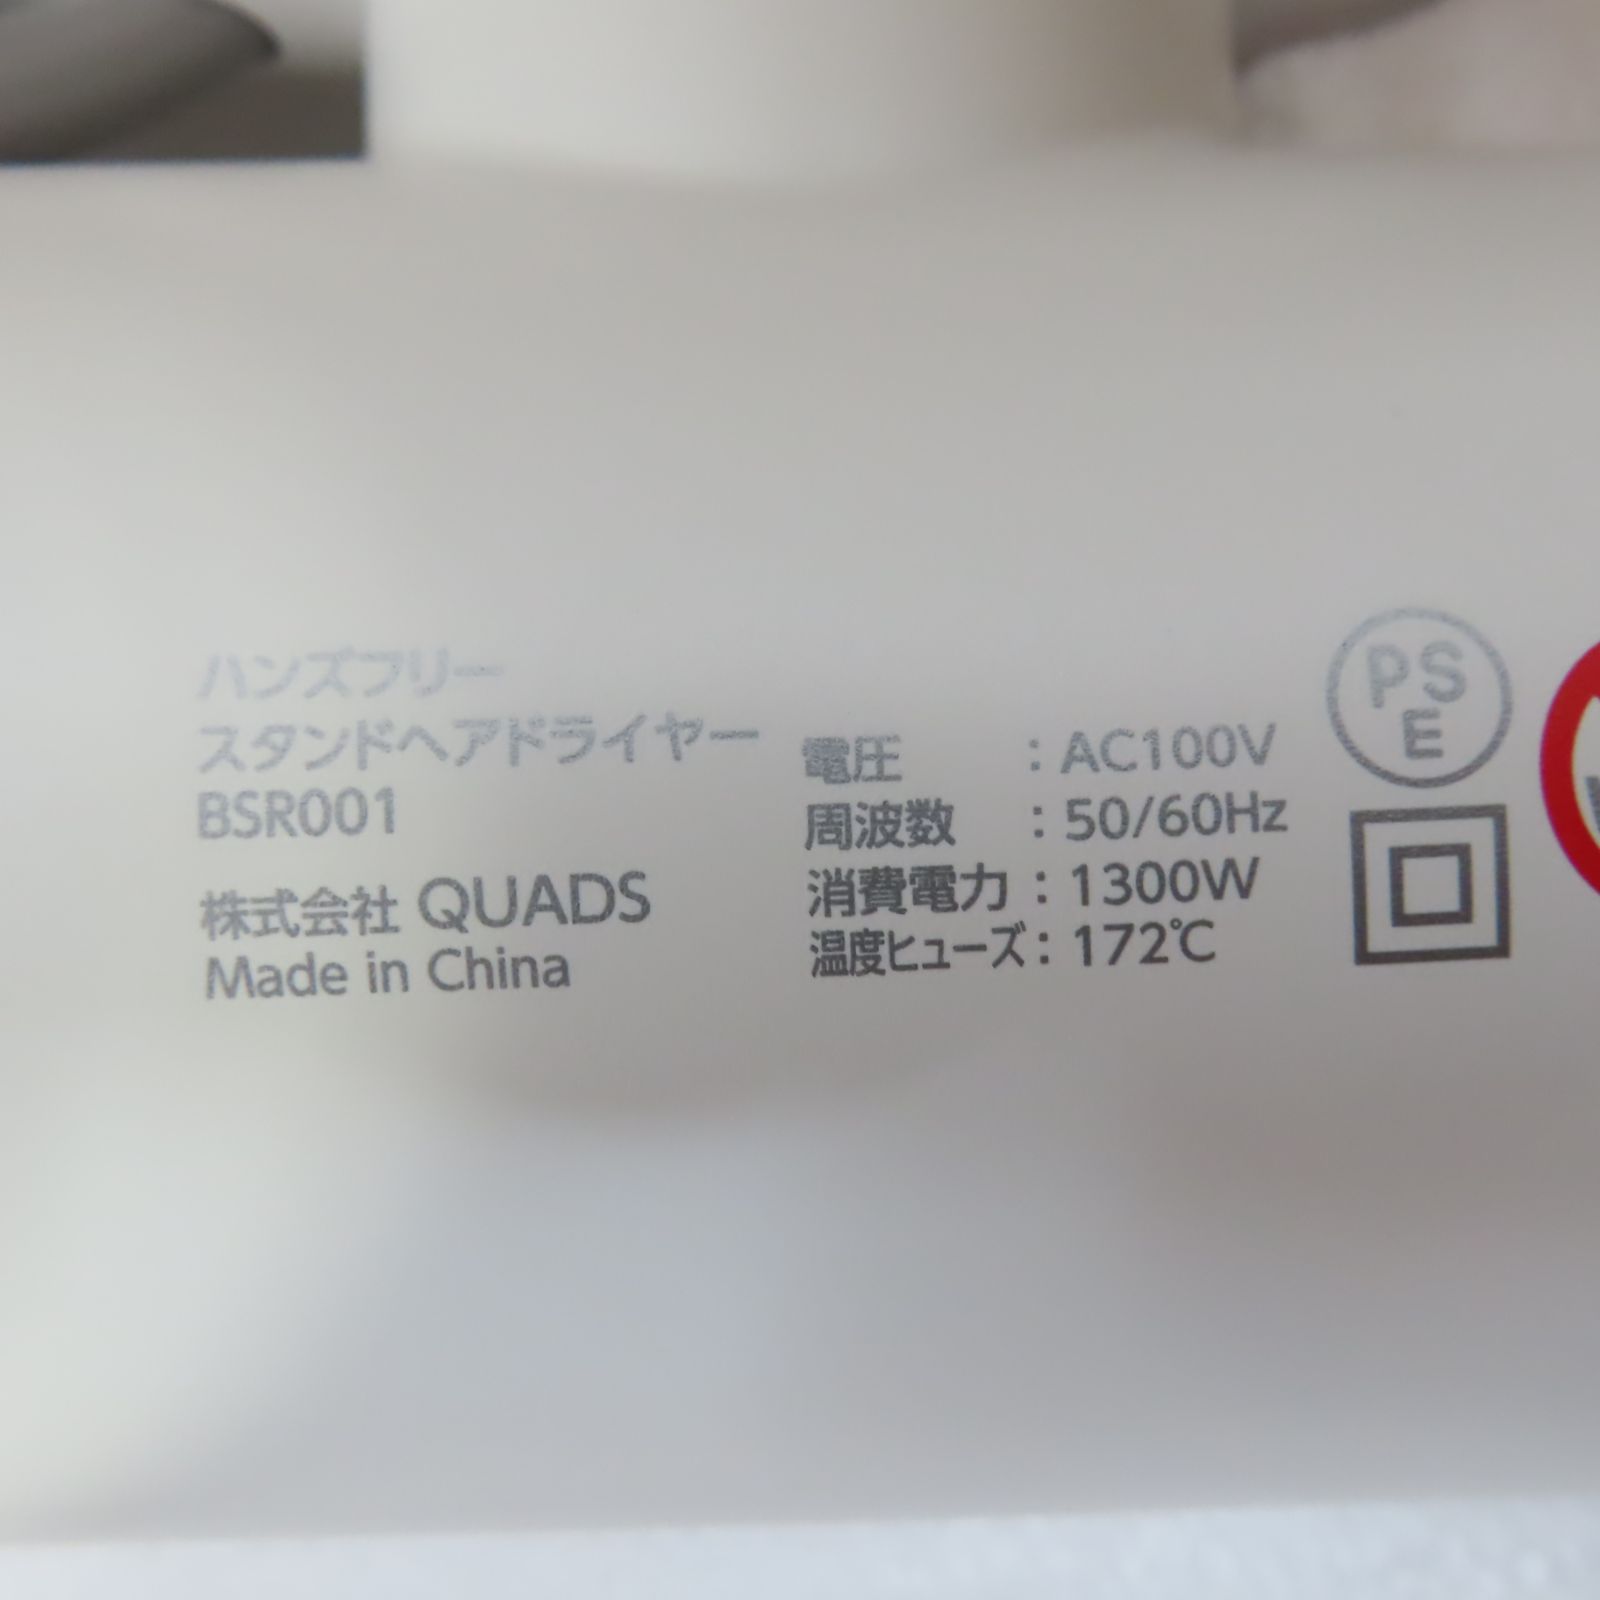 ハンズフリー
スタンドヘアドライヤー
BSR001
株式会社 QUADS
Made in China
電圧 : AC100V
周波数 : 50/60Hz
消費電力 : 1300W
温度ヒューズ : 172℃
PS
E